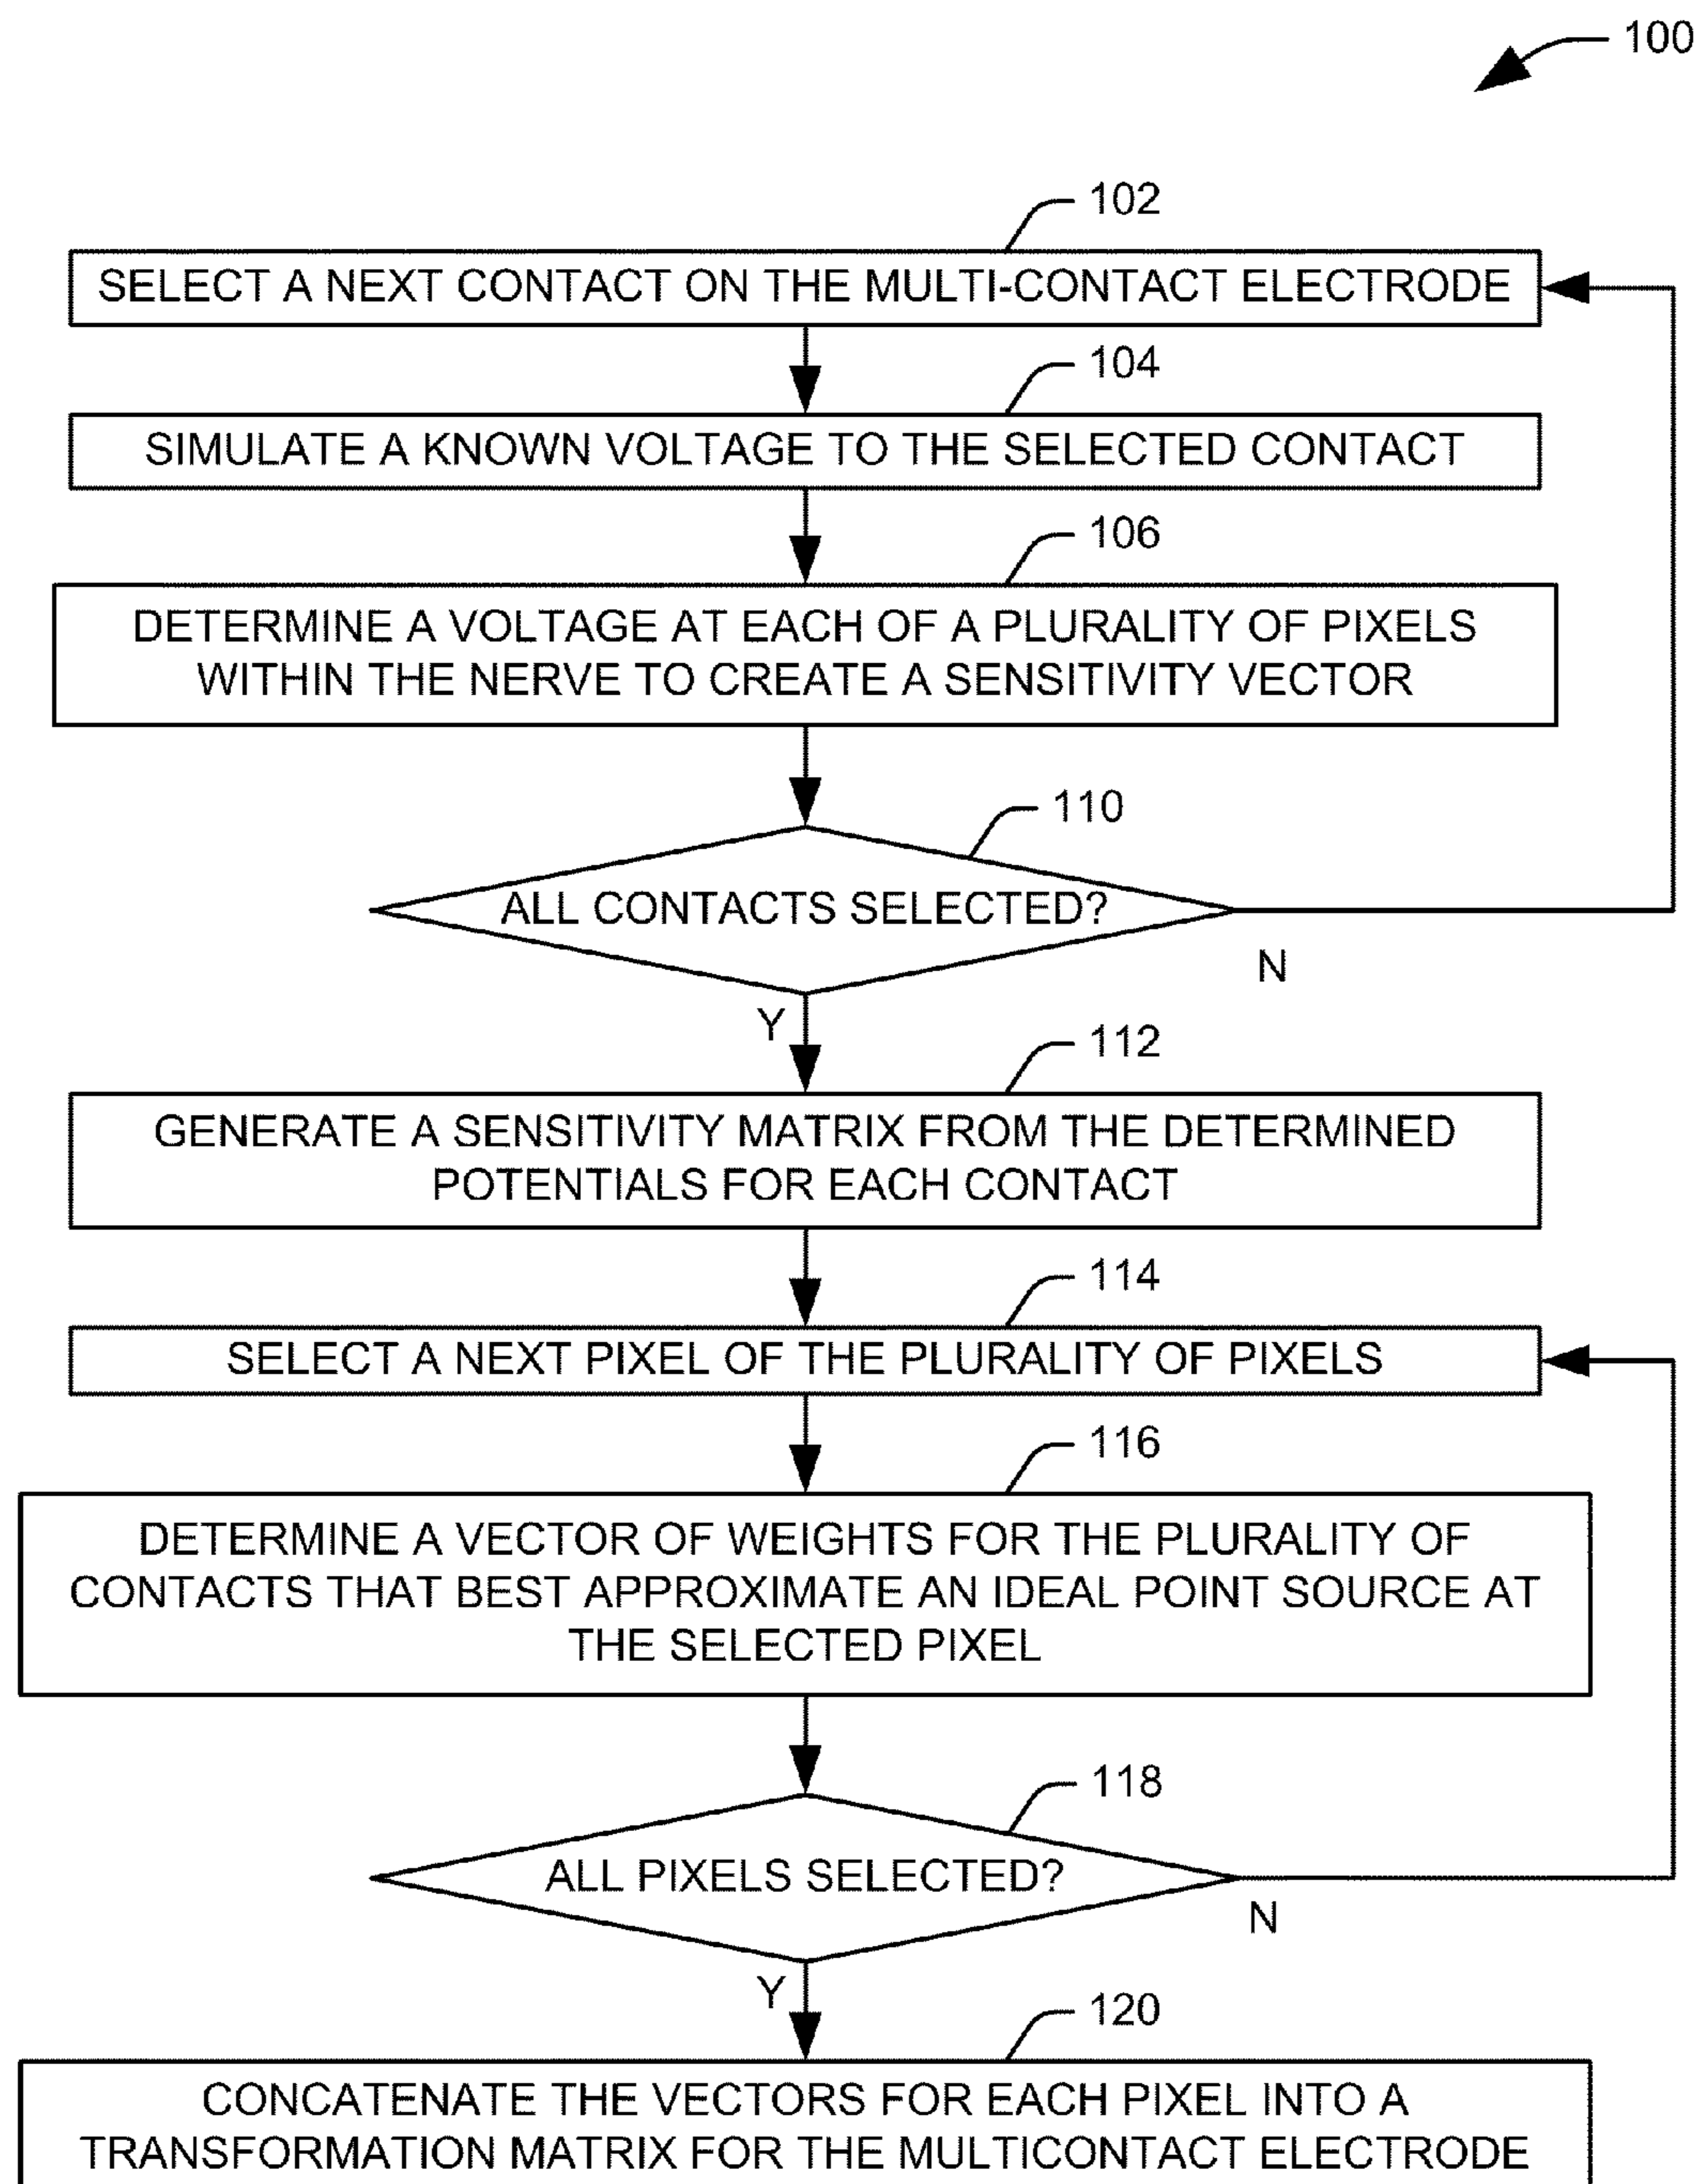 100
102
SELECT A NEXT CONTACT ON THE MULTI-CONTACT ELECTRODE
104
SIMULATE A KNOWN VOLTAGE TO THE SELECTED CONTACT
106
DETERMINE A VOLTAGE AT EACH OF A PLURALITY OF PIXELS
WITHIN THE NERVE TO CREATE A SENSITIVITY VECTOR
110
ALL CONTACTS SELECTED?
N
Y
112
GENERATE A SENSITIVITY MATRIX FROM THE DETERMINED
POTENTIALS FOR EACH CONTACT
114
SELECT A NEXT PIXEL OF THE PLURALITY OF PIXELS
116
DETERMINE A VECTOR OF WEIGHTS FOR THE PLURALITY OF
CONTACTS THAT BEST APPROXIMATE AN IDEAL POINT SOURCE AT
THE SELECTED PIXEL
118
ALL PIXELS SELECTED?
N
Y
120
CONCATENATE THE VECTORS FOR EACH PIXEL INTO A
TRANSFORMATION MATRIX FOR THE MULTICONTACT ELECTRODE